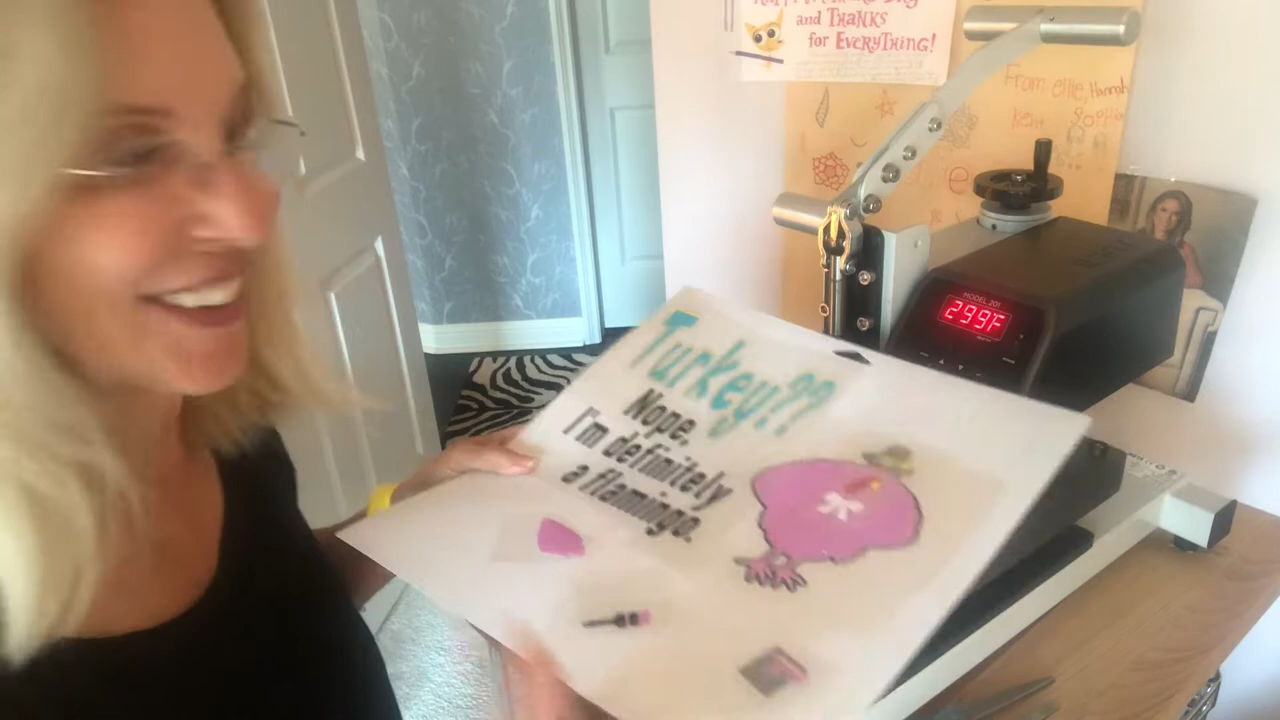 and THANKS
for EVERYTHING!
From ellie, Hannah
MODEL 201
299F
Turkey??
Nope.
I'm definitely
a flamingo.